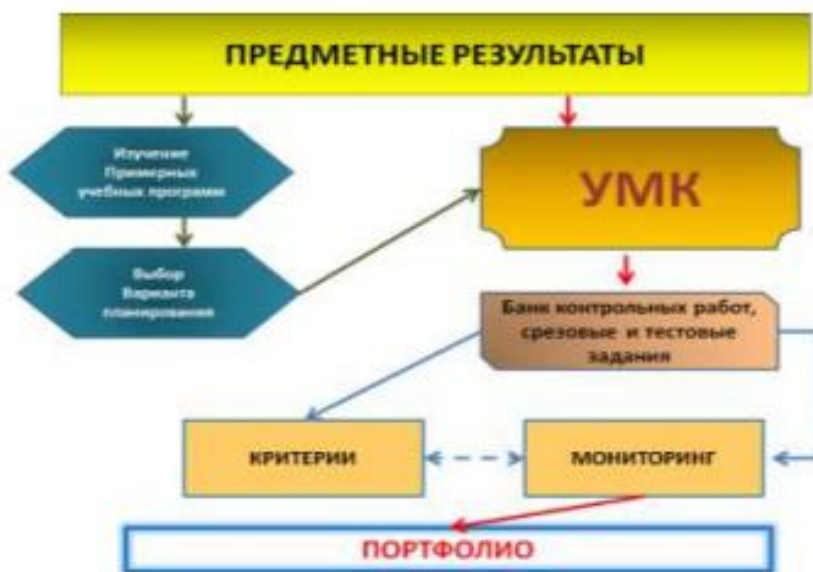 ПРЕДМЕТНЫЕ РЕЗУЛЬТАТЫ
Изучение
Примерных
учебных программ
УМК
Выбор
Варианта
планирования
Банк контрольных работ,
срезовые и тестовые
задания
КРИТЕРИИ
МОНИТОРИНГ
ПОРТФОЛИО